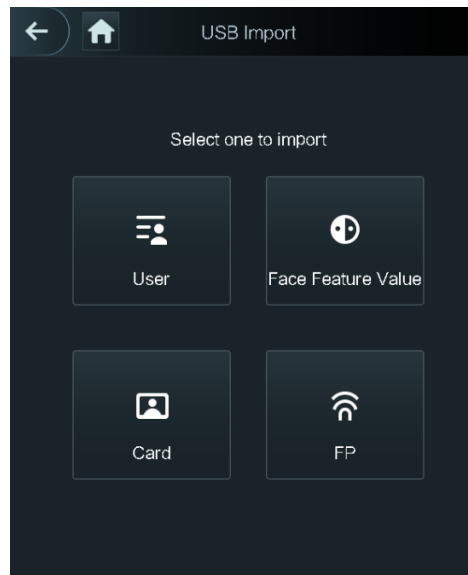 USB Import
Select one to import
User
Face Feature Value
Card
FP